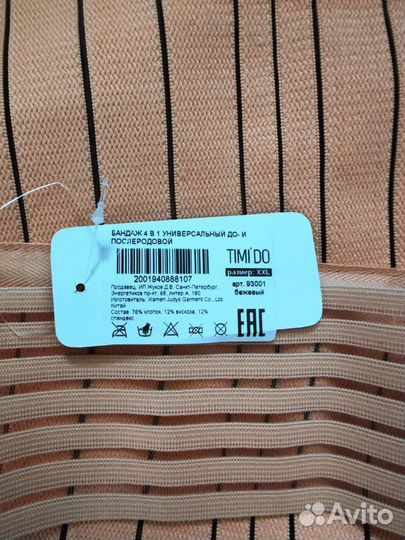 БАНДАЖ 4 В 1 УНИВЕРСАЛЬНЫЙ ДО- И
ПОСЛЕРОДОВОЙ
2001940888107
TIMI'DO
размер: XXL
арт. 93001
бежевый
Продавец: ИП Жуков Д.В. Санкт-Петербург,
Энергетиков пр-кт, 66, литер А, 180
Изготовитель: Xiamen Judys Garment Co., Ltd
Китай
Состав: 76% хлопок, 12% вискоза, 12%
спандекс
EAC
Avito